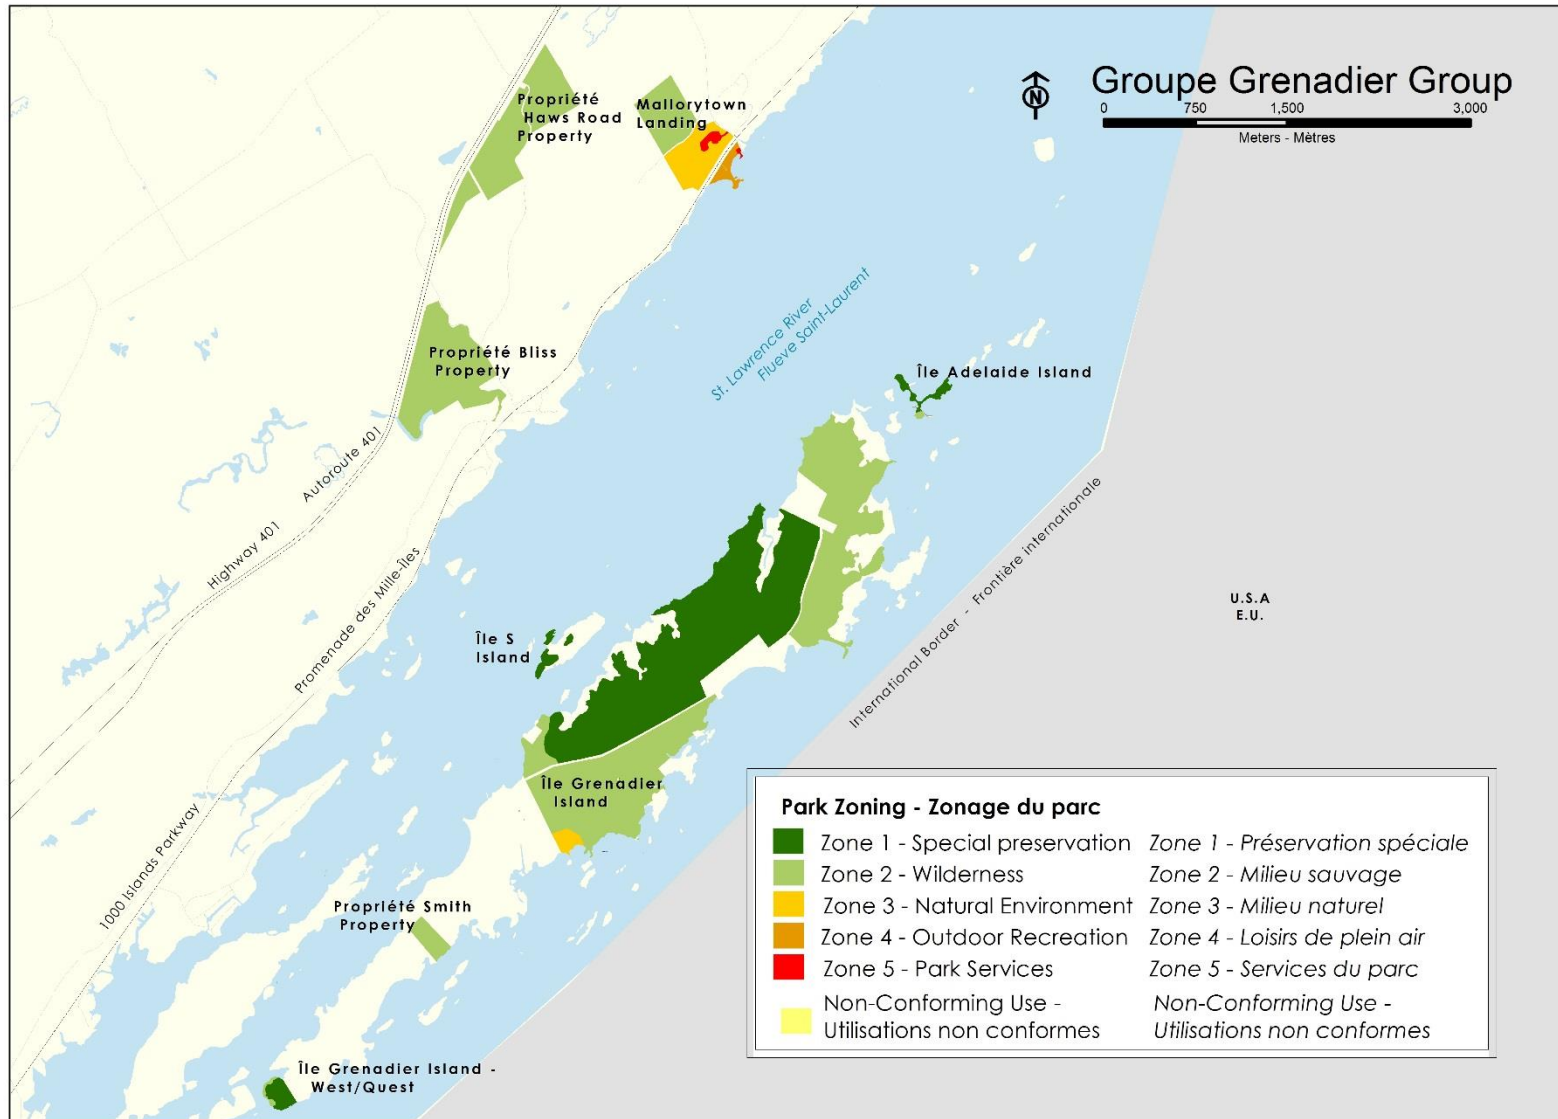 Groupe Grenadier Group
0 750 1,500 3,000
Meters - Mètres
N
Propriété
Haws Road
Property
Mallorytown
Landing
Propriété Bliss
Property
St. Lawrence River
Flueve Saint-Laurent
Île Adelaide Island
Autoroute 401
Highway 401
Promenade des Mille-Îles
1000 Islands Parkway
Île S
Island
International Border - Frontière internationale
U.S.A
E.U.
Île Grenadier
Island
Propriété Smith
Property
Île Grenadier Island -
West/Quest
Park Zoning - Zonage du parc
Zone 1 - Special preservation Zone 1 - Préservation spéciale
Zone 2 - Wilderness Zone 2 - Milieu sauvage
Zone 3 - Natural Environment Zone 3 - Milieu naturel
Zone 4 - Outdoor Recreation Zone 4 - Loisirs de plein air
Zone 5 - Park Services Zone 5 - Services du parc
Non-Conforming Use - Non-Conforming Use -
Utilisations non conformes Utilisations non conformes